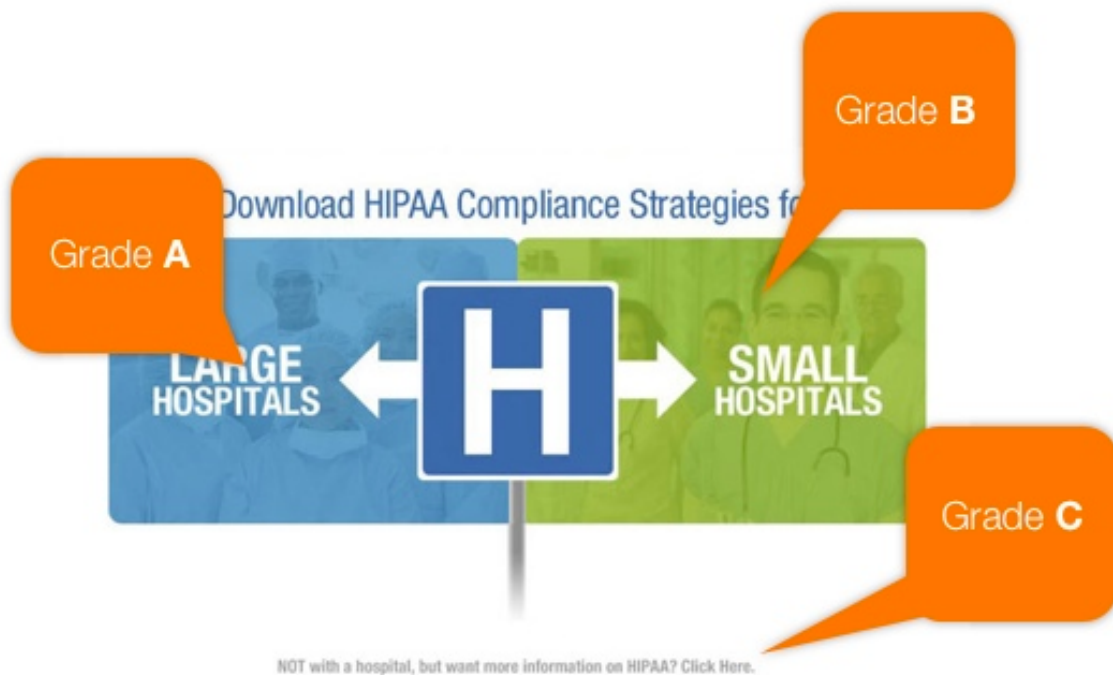 Grade B
Download HIPAA Compliance Strategies
Grade A
LARGE
HOSPITALS
H
SMALL
HOSPITALS
Grade C
NOT with a hospital, but want more information on HIPAA? Click Here.